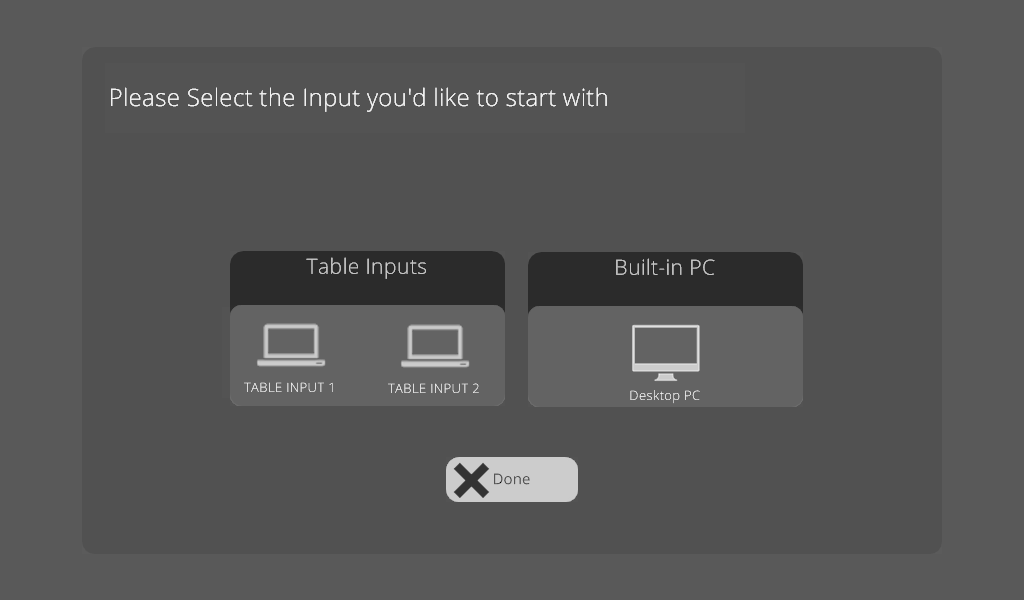 Please Select the Input you'd like to start with
Table Inputs
TABLE INPUT 1
TABLE INPUT 2
Built-in PC
Desktop PC
Done